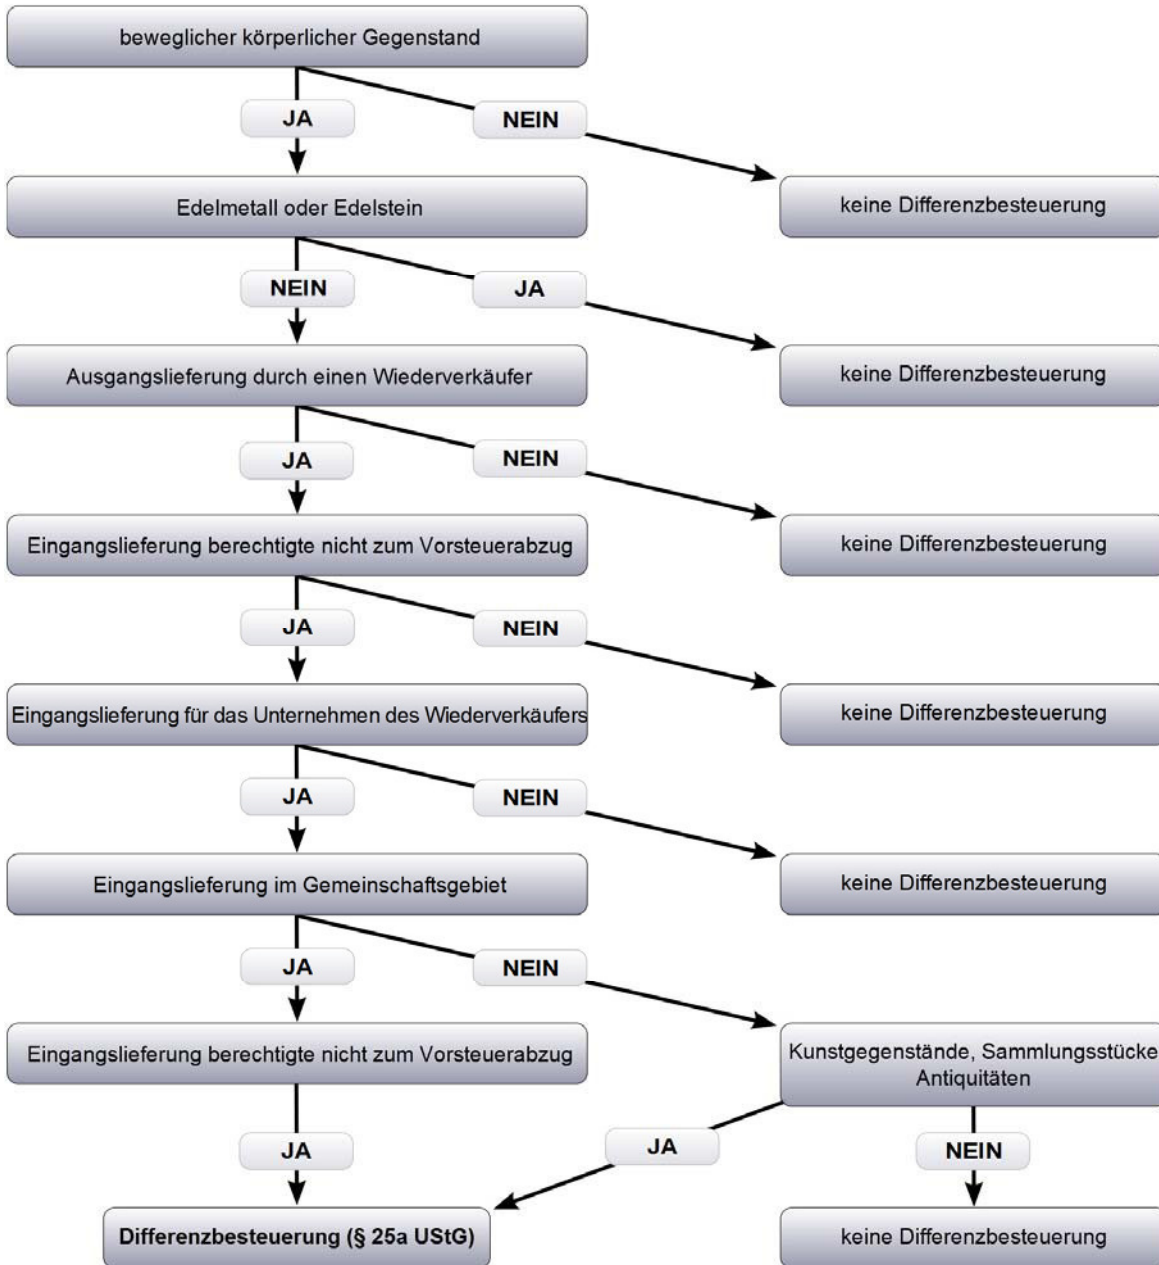 beweglicher körperlicher Gegenstand
JA
NEIN
Edelmetall oder Edelstein
keine Differenzbesteuerung
NEIN
JA
Ausgangslieferung durch einen Wiederverkäufer
keine Differenzbesteuerung
JA
NEIN
Eingangslieferung berechtigte nicht zum Vorsteuerabzug
keine Differenzbesteuerung
JA
NEIN
Eingangslieferung für das Unternehmen des Wiederverkäufers
keine Differenzbesteuerung
JA
NEIN
Eingangslieferung im Gemeinschaftsgebiet
keine Differenzbesteuerung
JA
NEIN
Eingangslieferung berechtigte nicht zum Vorsteuerabzug
Kunstgegenstände, Sammlungsstücke
Antiquitäten
JA
JA
NEIN
Differenzbesteuerung (§ 25a UStG)
keine Differenzbesteuerung